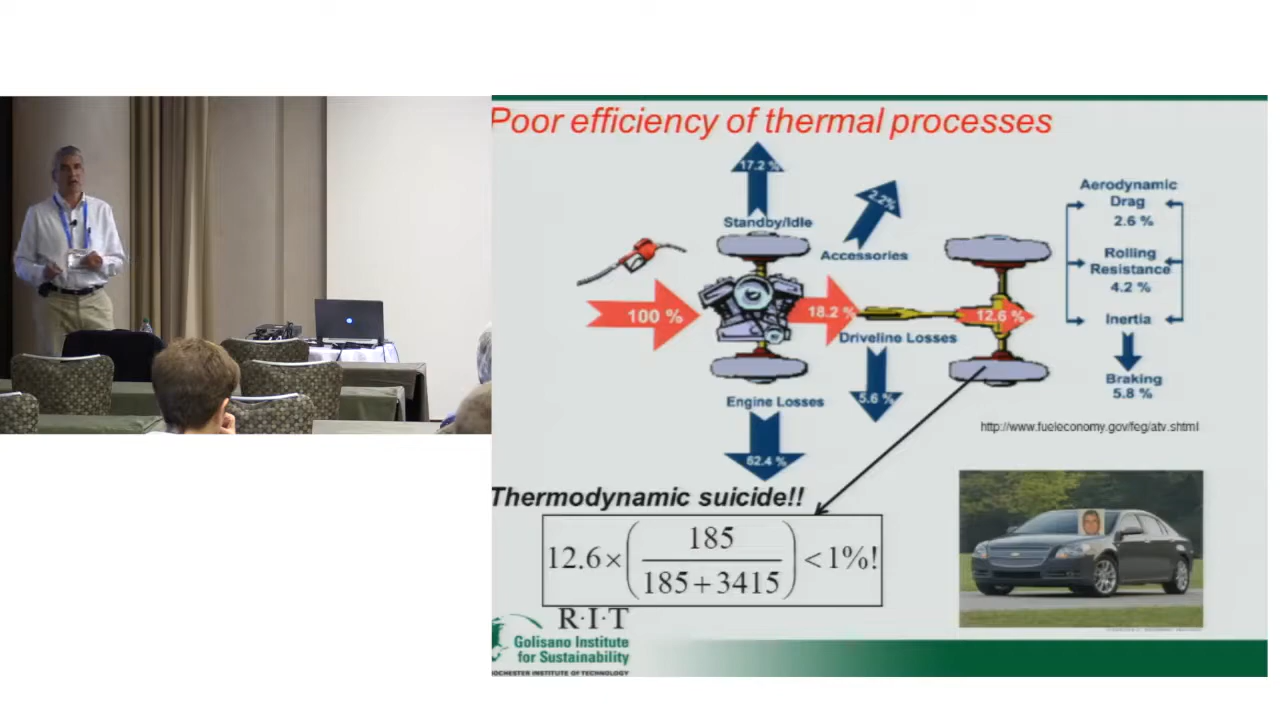 Poor efficiency of thermal processes
17.2 %
Standby/Idle
2.2%
Accessories
Aerodynamic
Drag
2.6 %
Rolling
Resistance
4.2 %
Inertia
Braking
5.8 %
100 %
18.2 %
12.6 %
Driveline Losses
5.6 %
Engine Losses
62.4 %
http://www.fueleconomy.gov/feg/atv.shtml
Thermodynamic suicide!!
12.6×(185/(185+3415))<1%!
R·I·T
Golisano Institute
for Sustainability
ROCHESTER INSTITUTE OF TECHNOLOGY